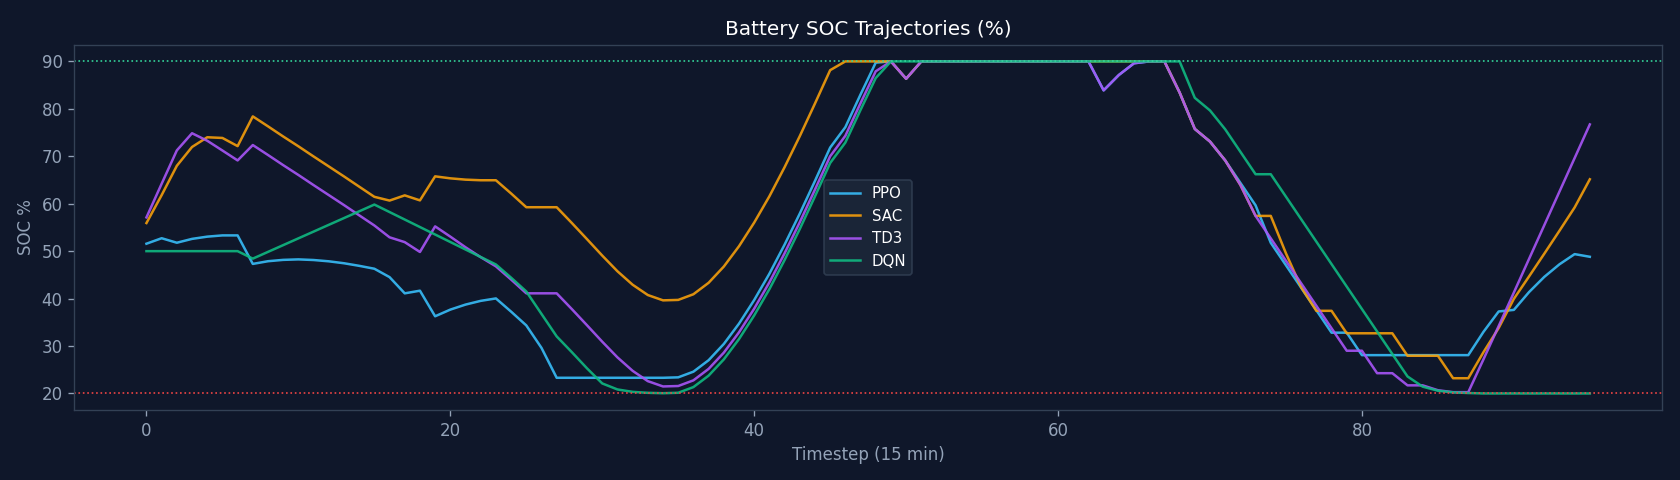 Battery SOC Trajectories (%)
SOC %
90
80
70
60
50
40
30
20
PPO
SAC
TD3
DQN
0 20 40 60 80
Timestep (15 min)